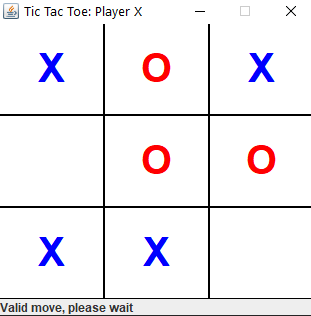 Tic Tac Toe: Player X
X O X
O O
X X
Valid move, please wait